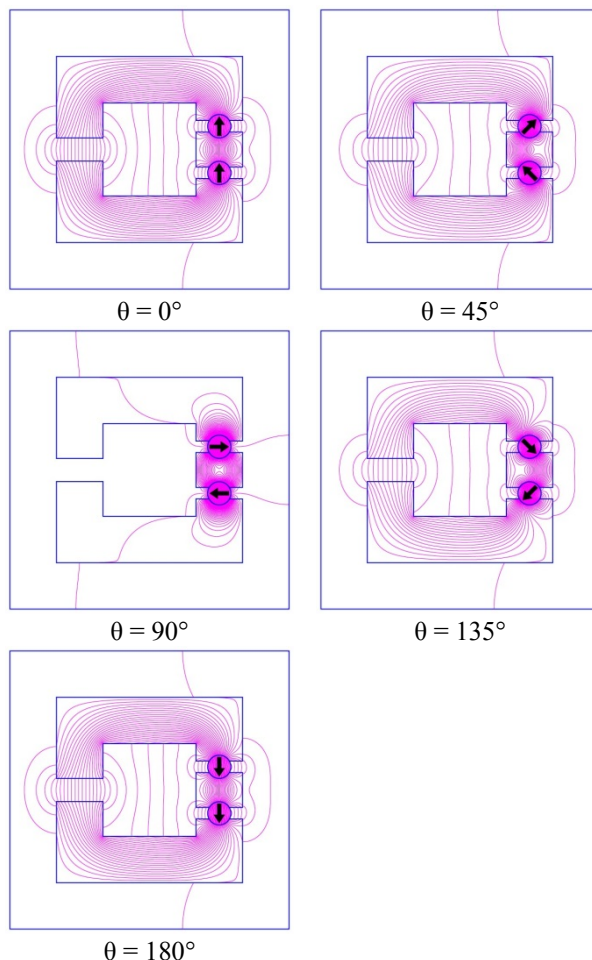 θ = 0°
θ = 45°
θ = 90°
θ = 135°
θ = 180°